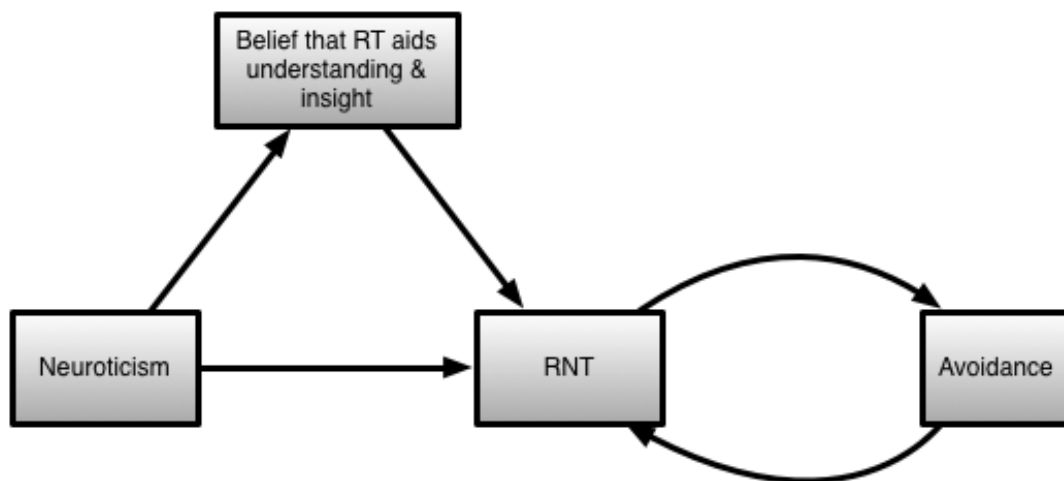 Belief that RT aids
understanding &
insight
Neuroticism
RNT
Avoidance